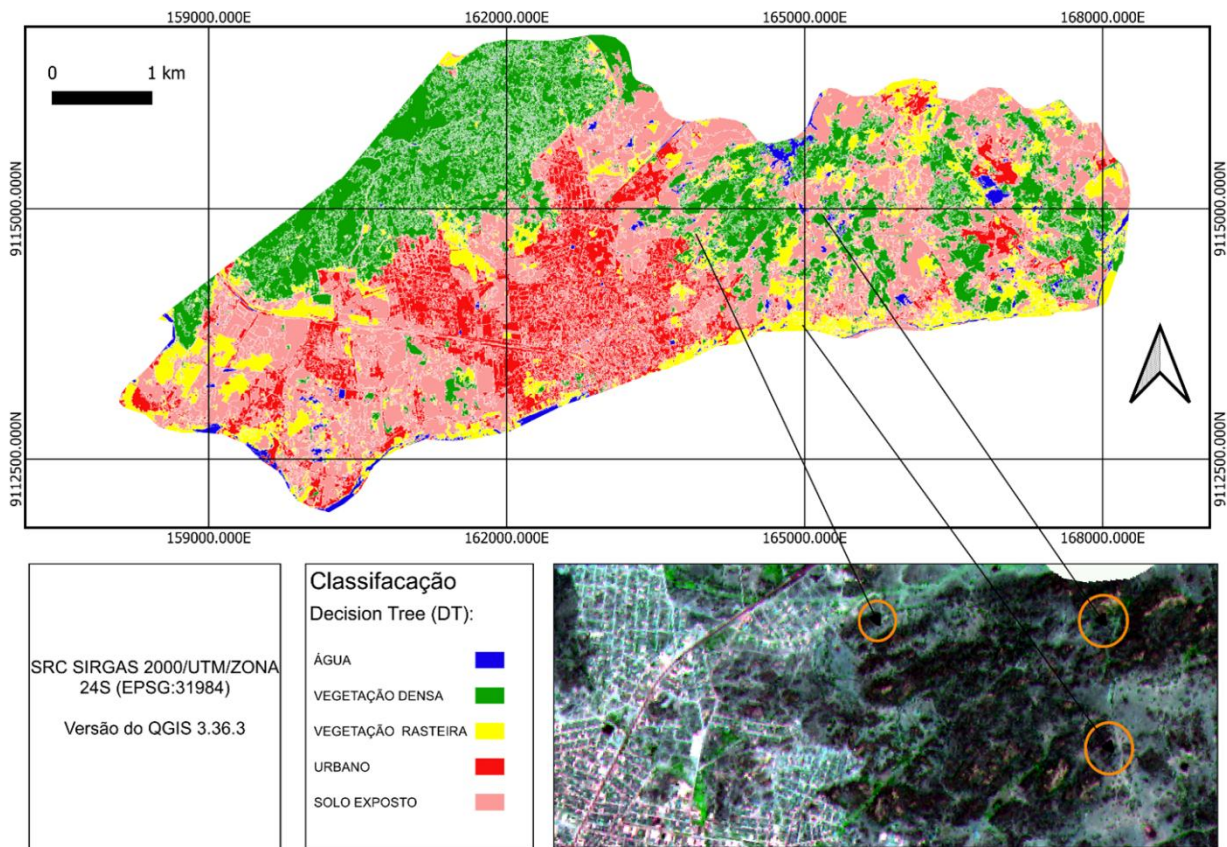 159000.000E 162000.000E 165000.000E 168000.000E
0 1 km
9115000.000N 9115000.000N
9112500.000N 9112500.000N
159000.000E 162000.000E 165000.000E 168000.000E
SRC SIRGAS 2000/UTM/ZONA
24S (EPSG:31984)
Versão do QGIS 3.36.3
Classifacação
Decision Tree (DT):
ÁGUA
VEGETAÇÃO DENSA
VEGETAÇÃO RASTEIRA
URBANO
SOLO EXPOSTO